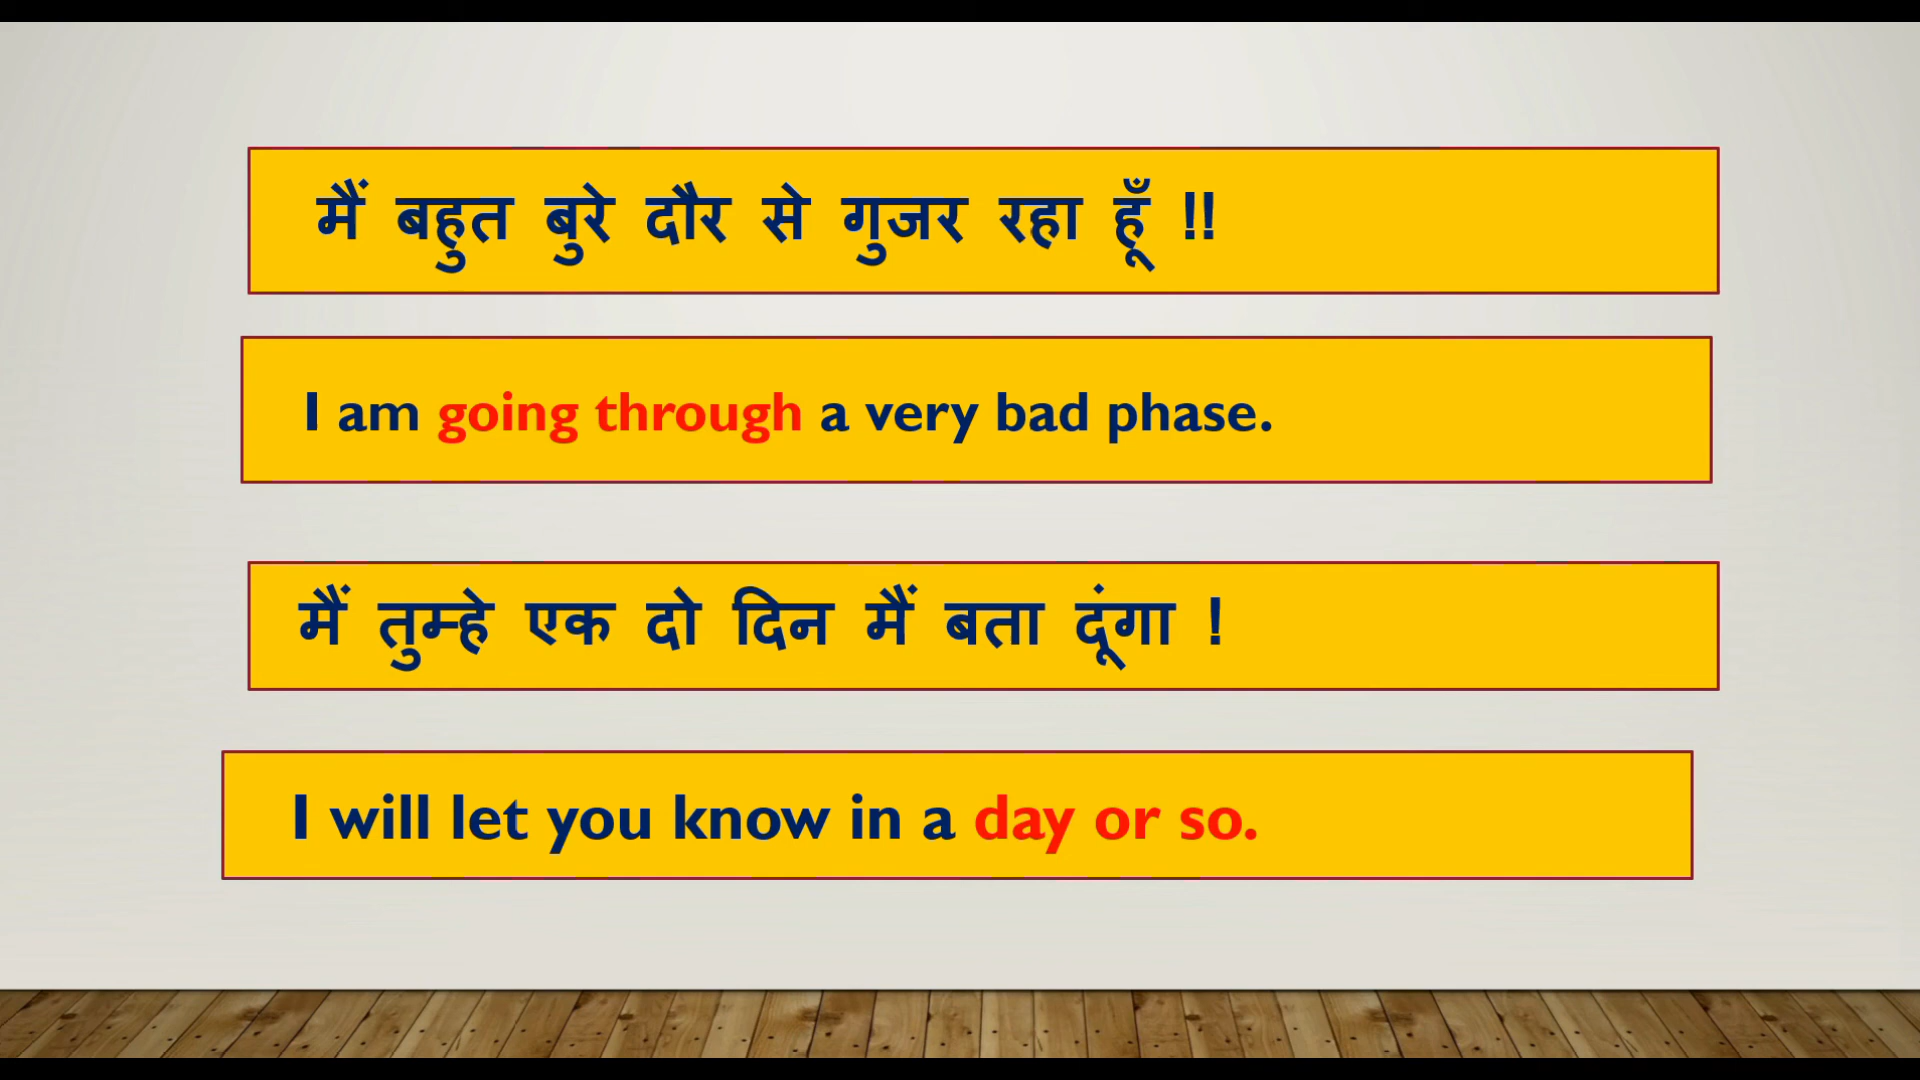 मैं बहुत बुरे दौर से गुजर रहा हूँ !!
I am going through a very bad phase.
मैं तुम्हे एक दो दिन मैं बता दूंगा !
I will let you know in a day or so.